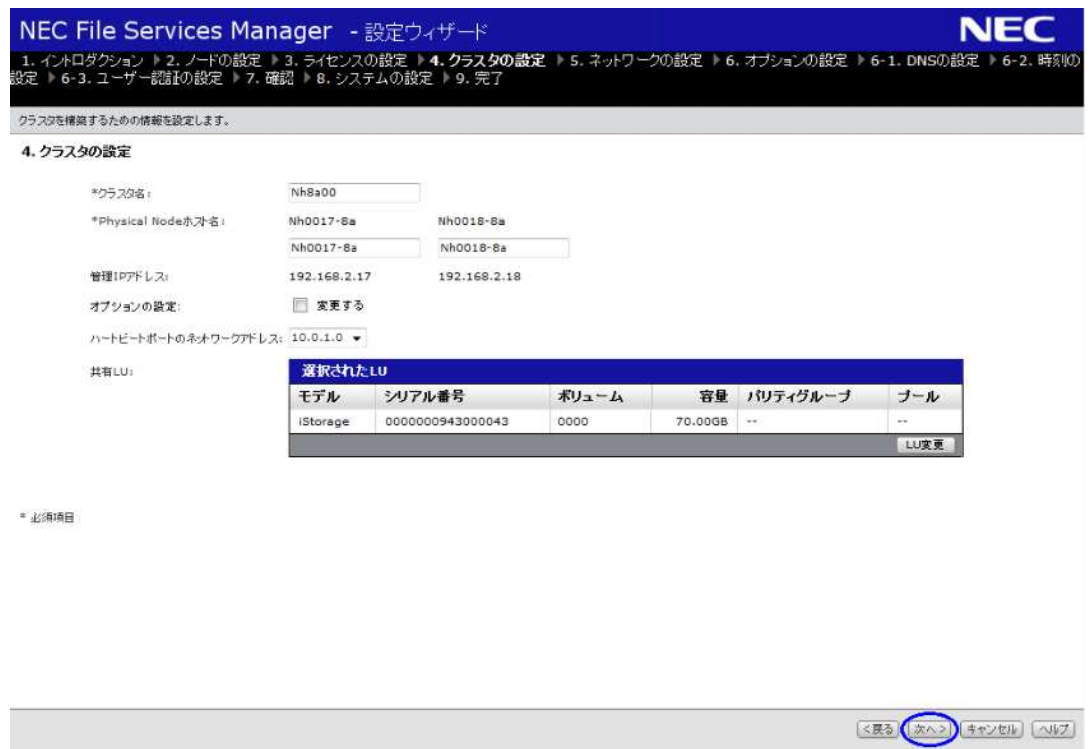 NEC File Services Manager - 設定ウィザード
NEC
1. イントロダクション ▶ 2. ノードの設定 ▶ 3. ライセンスの設定 ▶ 4. クラスタの設定 ▶ 5. ネットワークの設定 ▶ 6. オプションの設定 ▶ 6-1. DNSの設定 ▶ 6-2. 時刻の
設定 ▶ 6-3. ユーザー認証の設定 ▶ 7. 確認 ▶ 8. システムの設定 ▶ 9. 完了
クラスタを構築するための情報を設定します。
4. クラスタの設定
*クラスタ名: Nh8a00
*Physical Nodeホスト名: Nh0017-8a Nh0018-8a
Nh0017-8a Nh0018-8a
管理IPアドレス: 192.168.2.17 192.168.2.18
オプションの設定: 変更する
ハートビートポートのネットワークアドレス: 10.0.1.0
共有LU: 選択されたLU
モデル シリアル番号 ボリューム 容量 パリティグループ プール
iStorage 0000000943000043 0000 70.00GB -- --
LU変更
* 必須項目
<戻る 次へ> キャンセル ヘルプ